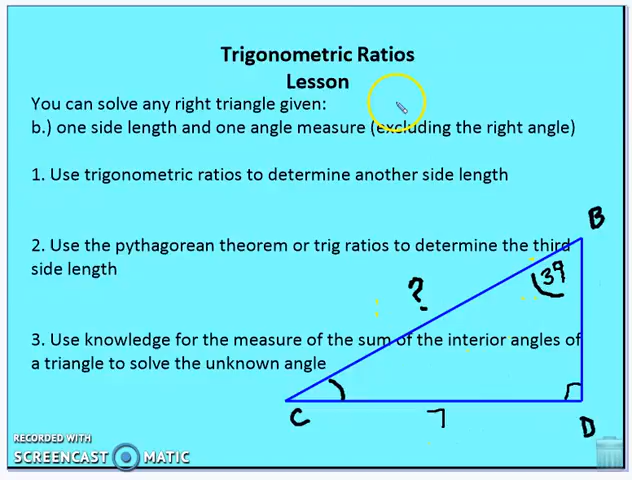 Trigonometric Ratios
Lesson
You can solve any right triangle given:
b.) one side length and one angle measure (excluding the right angle)
1. Use trigonometric ratios to determine another side length
B
2. Use the pythagorean theorem or trig ratios to determine the third
side length
39
?
3. Use knowledge for the measure of the sum of the interior angles of
a triangle to solve the unknown angle
C
7
D
RECORDED WITH
SCREENCAST MATIC